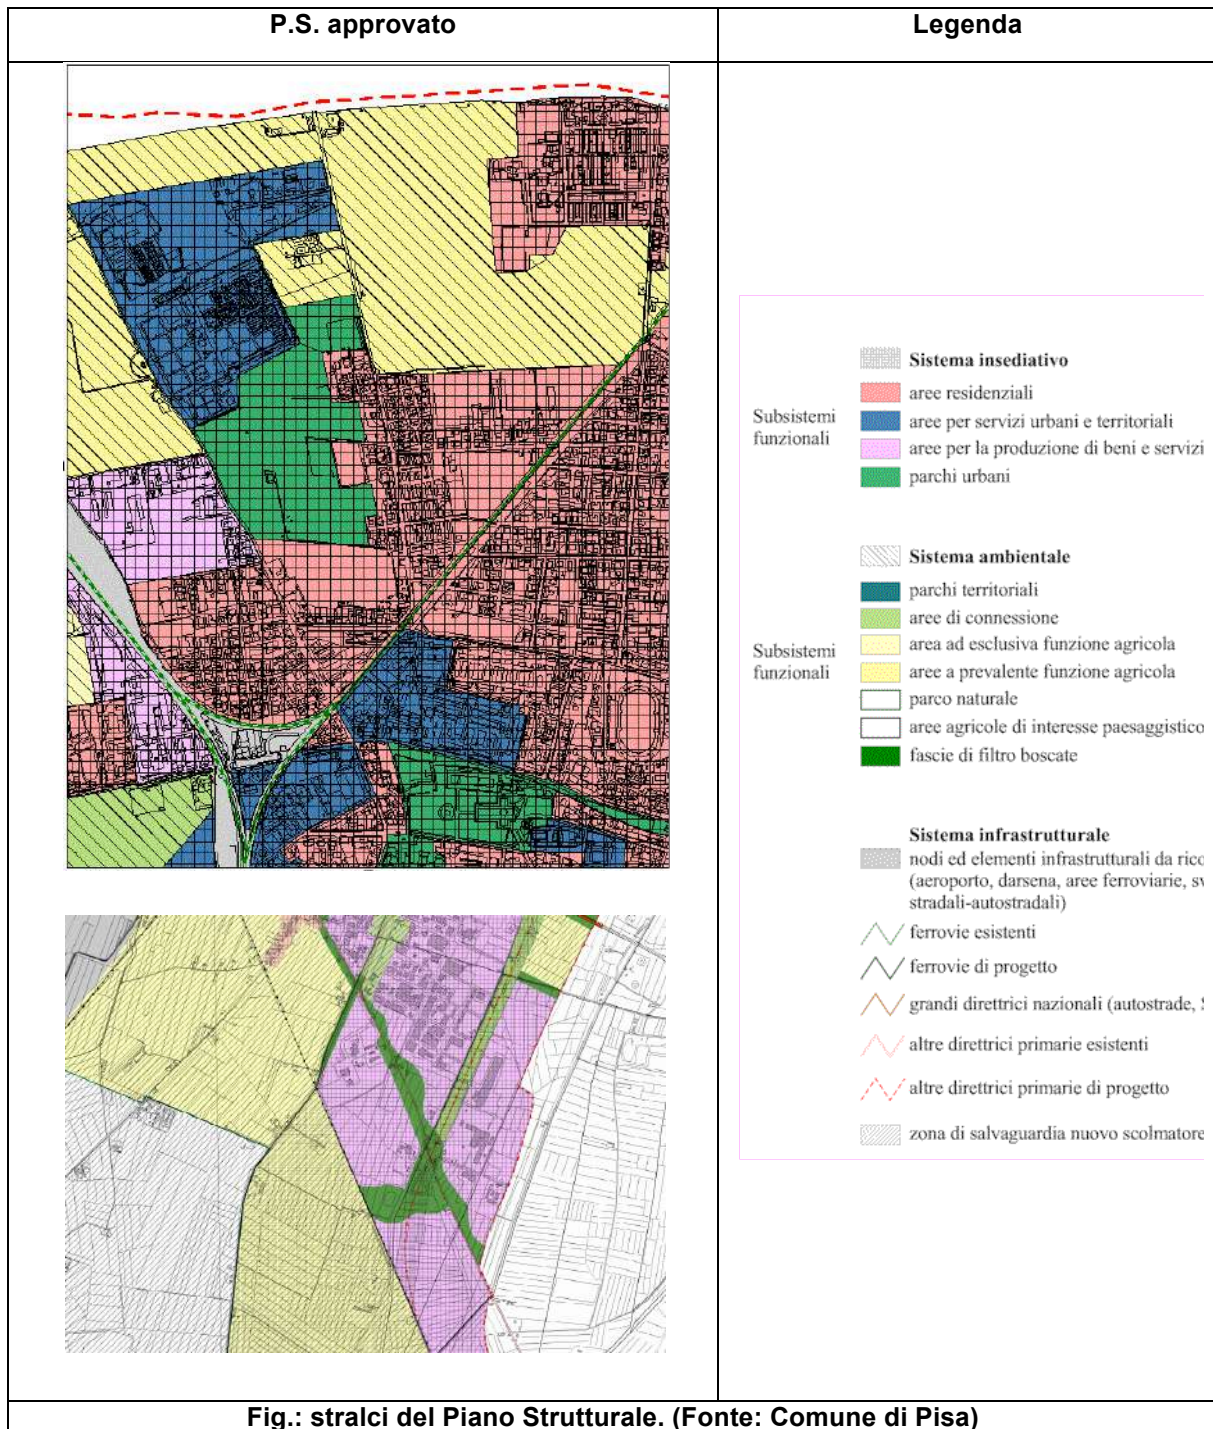 P.S. approvato
Legenda
Sistema insediativo
Subsistemi funzionali
aree residenziali
aree per servizi urbani e territoriali
aree per la produzione di beni e servizi
parchi urbani
Sistema ambientale
Subsistemi funzionali
parchi territoriali
aree di connessione
area ad esclusiva funzione agricola
aree a prevalente funzione agricola
parco naturale
aree agricole di interesse paesaggistico
fascie di filtro boscate
Sistema infrastrutturale
nodi ed elementi infrastrutturali da rico
(aeroporto, darsena, aree ferroviarie, sv
stradali-autostradali)
ferrovie esistenti
ferrovie di progetto
grandi direttrici nazionali (autostrade,
altre direttrici primarie esistenti
altre direttrici primarie di progetto
zona di salvaguardia nuovo scolmatore
Fig.: stralci del Piano Strutturale. (Fonte: Comune di Pisa)